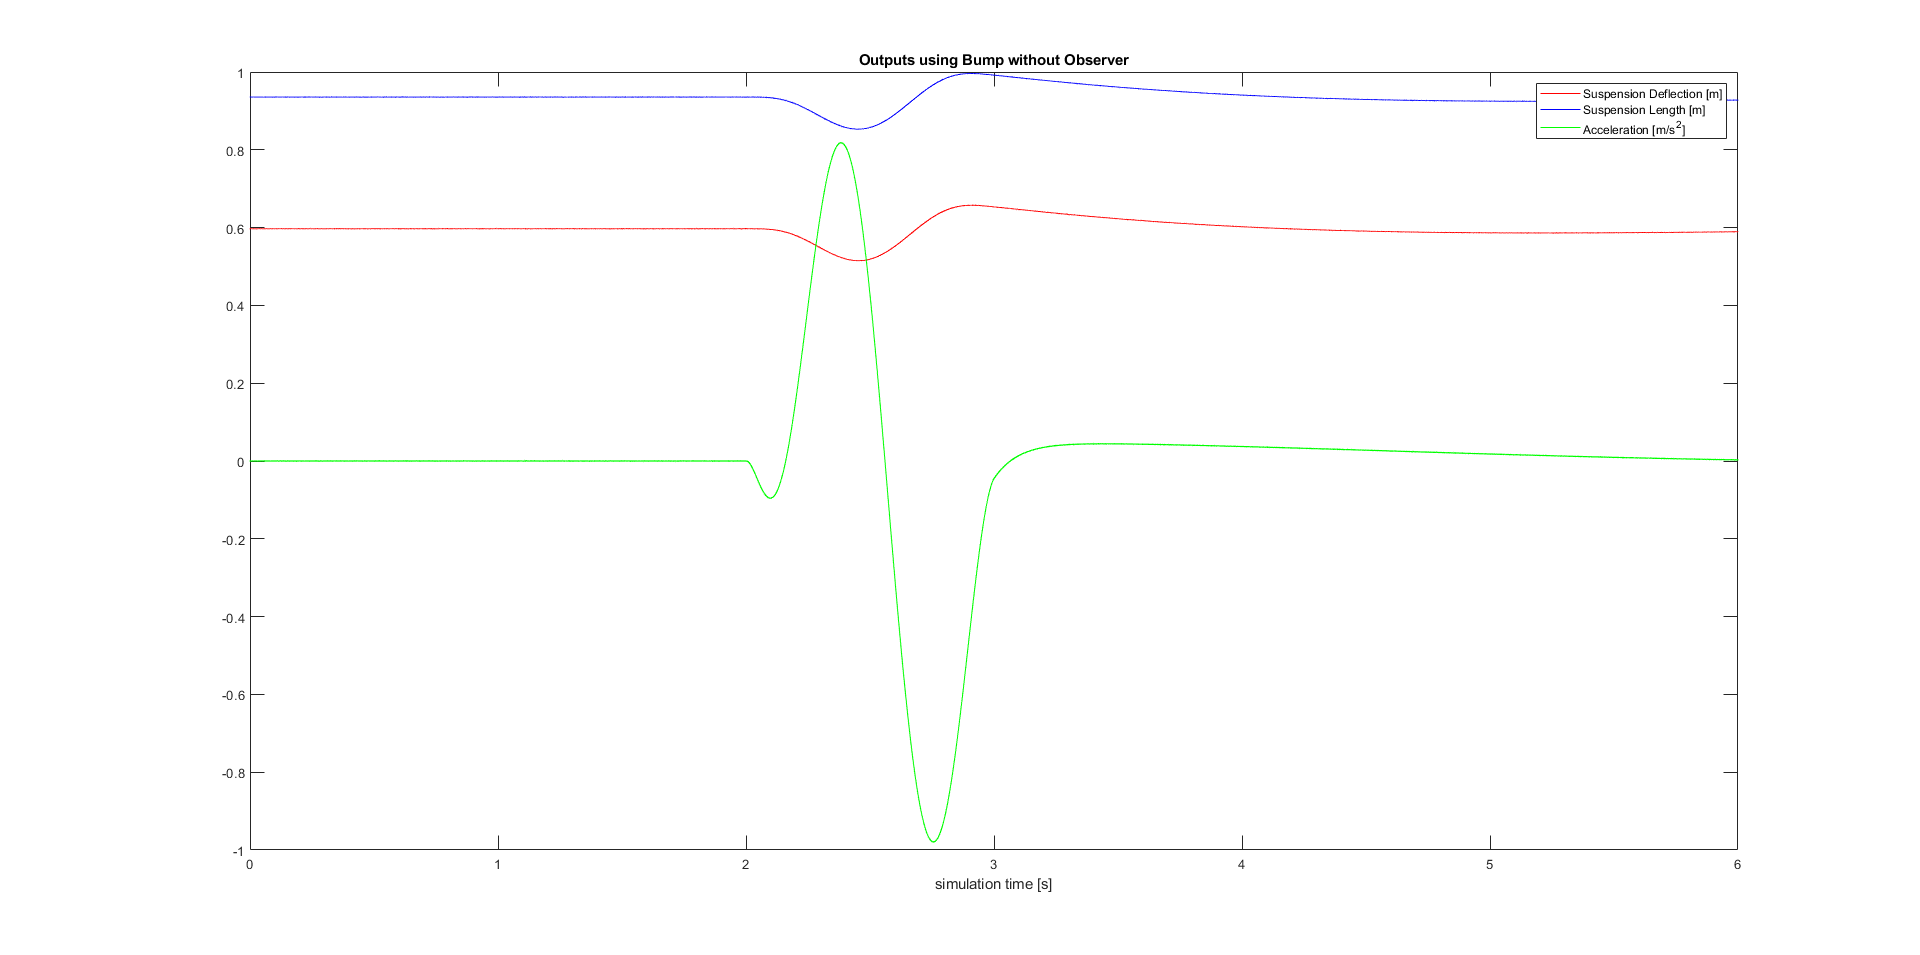 Outputs using Bump without Observer
Suspension Deflection [m]
Suspension Length [m]
Acceleration [m/s²]
1
0.8
0.6
0.4
0.2
0
-0.2
-0.4
-0.6
-0.8
-1
0 1 2 3 4 5 6
simulation time [s]